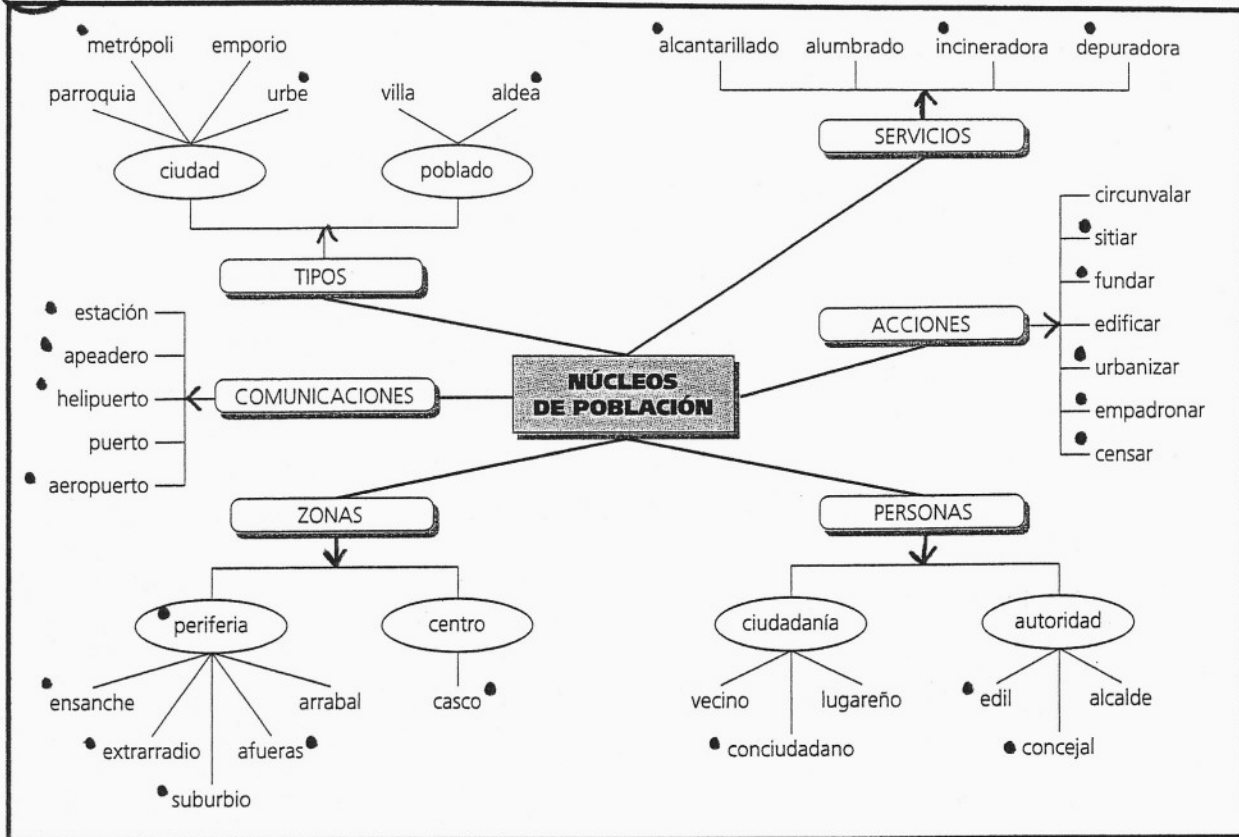 metrópoli emporio
parroquia urbe villa aldea
ciudad poblado
TIPOS
alcantarillado alumbrado incineradora depuradora
SERVICIOS
estación
apeadero
helipuerto
puerto
aeropuerto
COMUNICACIONES
NÚCLEOS
DE POBLACIÓN
ACCIONES
circunvalar
sitiar
fundar
edificar
urbanizar
empadronar
censar
ZONAS
periferia centro
ensanche arrabal casco
extrarradio afueras
suburbio
PERSONAS
ciudadanía autoridad
vecino lugareño edil alcalde
conciudadano concejal